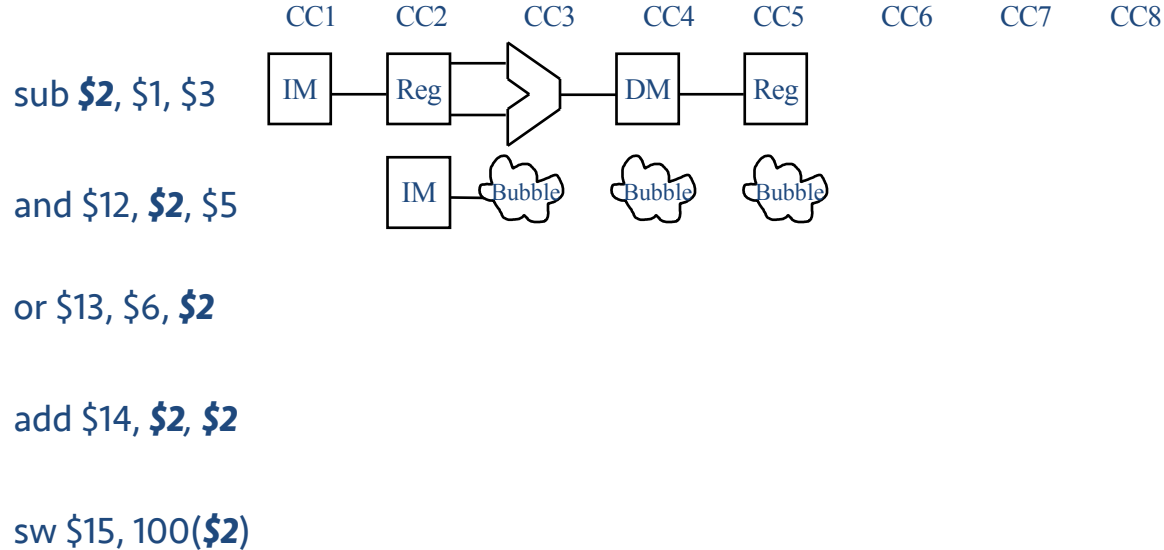 CC1 CC2 CC3 CC4 CC5 CC6 CC7 CC8
sub $2, $1, $3 IM Reg DM Reg
and $12, $2, $5 IM Bubble Bubble Bubble
or $13, $6, $2
add $14, $2, $2
sw $15, 100($2)